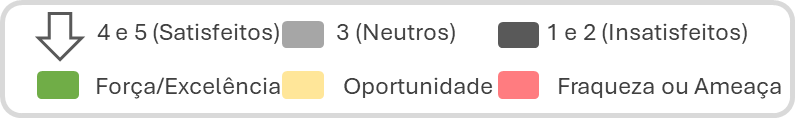 4 e 5 (Satisfeitos) 3 (Neutros) 1 e 2 (Insatisfeitos)
Força/Excelência Oportunidade Fraqueza ou Ameaça